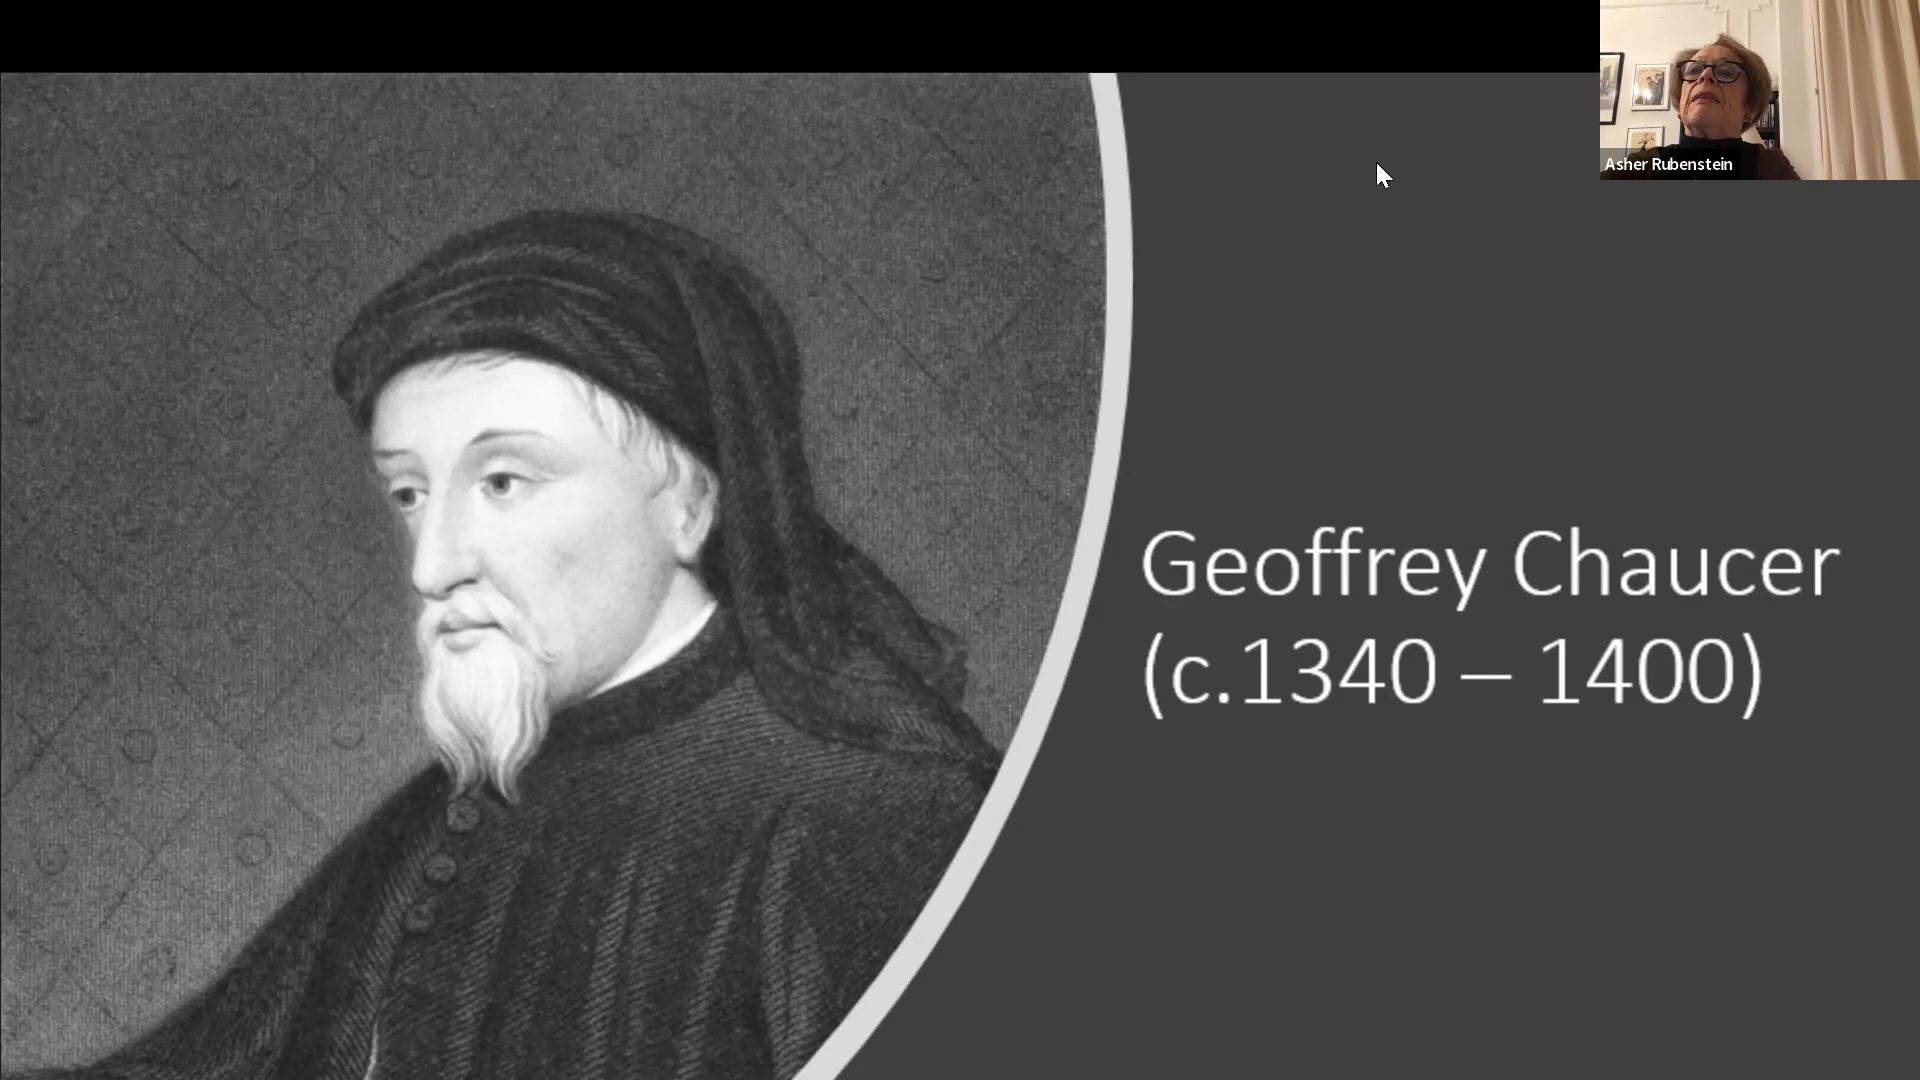 Asher Rubenstein
Geoffrey Chaucer
(c.1340 – 1400)